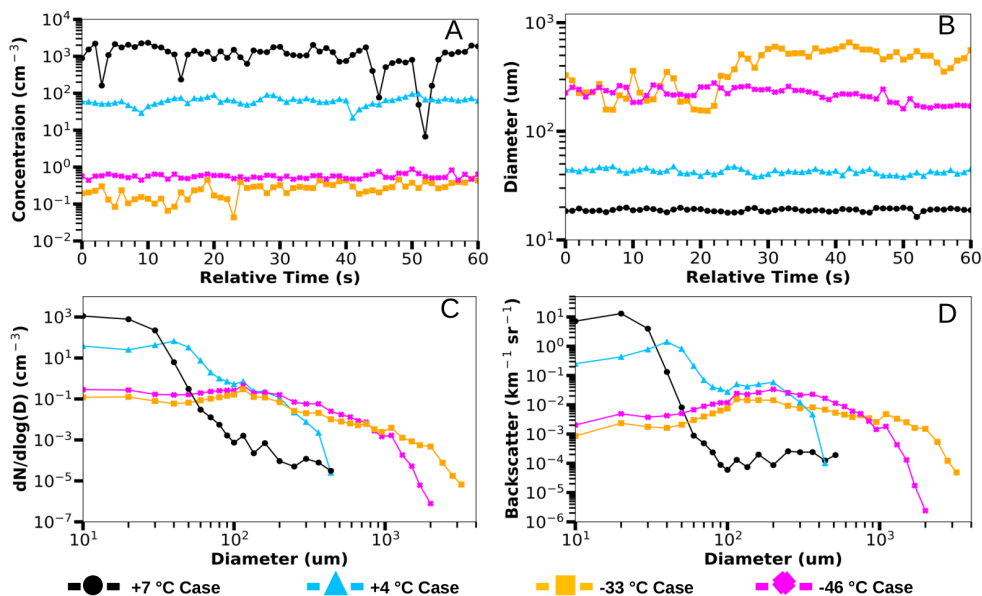 A
Concentraion (cm⁻³)
10⁴
10³
10²
10¹
10⁰
10⁻¹
10⁻²
0 10 20 30 40 50 60
Relative Time (s)
B
Diameter (um)
10³
10²
10¹
0 10 20 30 40 50 60
Relative Time (s)
C
dN/dlog(D) (cm⁻³)
10³
10¹
10⁻¹
10⁻³
10⁻⁵
10⁻⁷
10¹ 10² 10³
Diameter (um)
D
Backscatter (km⁻¹ sr⁻¹)
10¹
10⁰
10⁻¹
10⁻²
10⁻³
10⁻⁴
10⁻⁵
10⁻⁶
10¹ 10² 10³
Diameter (um)
+7 °C Case +4 °C Case -33 °C Case -46 °C Case